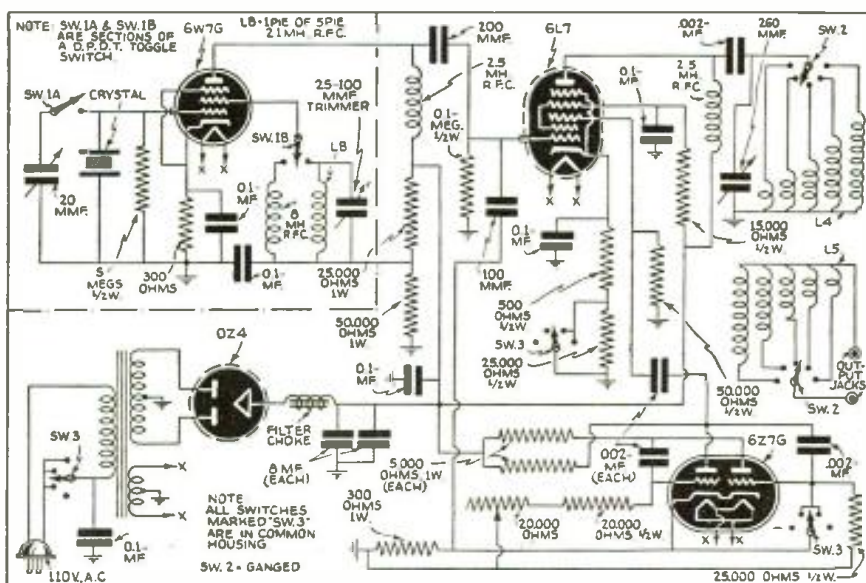 NOTE: SW.1A & SW.1B
ARE SECTIONS OF
A D.P.D.T. TOGGLE
SWITCH
6W7G
L8=1 PIE OF 5 PIE
2.1 MH. R.F.C.
200
MMF.
6L7
.002-
MF
260
MMF.
SW.2
SW.1A
CRYSTAL
25-100
MMF.
TRIMMER
2.5
MH
R.F.C.
0.1-
MEG.
1/2W
0.1-
MF
2.5
MH.
R.F.C.
SW.1B
L8
20
MMF.
0.1-
MF
8
MH
R.F.C.
5
MEGS
1/2W
300
OHMS
0.1-
MF
25,000
OHMS
1W
100
MMF.
0.1-
MF
15,000
OHMS
1/2W
L4
L5
50,000
OHMS
1W
500
OHMS
1/2W
SW.3
25,000
OHMS
1/2W
50,000
OHMS
1/2W
OUT-
PUT
JACKS
SW.2
OZ4
0.1-
MF
FILTER
CHOKE
SW.3
8 MF
(EACH)
5,000
OHMS 1W
(EACH)
.002-
MF
(EACH)
6Z7G
.002-
MF
X
X
X
X
X
X
X
X
NOTE
ALL SWITCHES
MARKED "SW.3"
ARE IN COMMON
HOUSING
SW.2 = GANGED
0.1-
MF
110V., A.C
300
OHMS
1W
20,000
OHMS
20,000
OHMS 1/2W
SW.3
25,000 OHMS 1/2W.